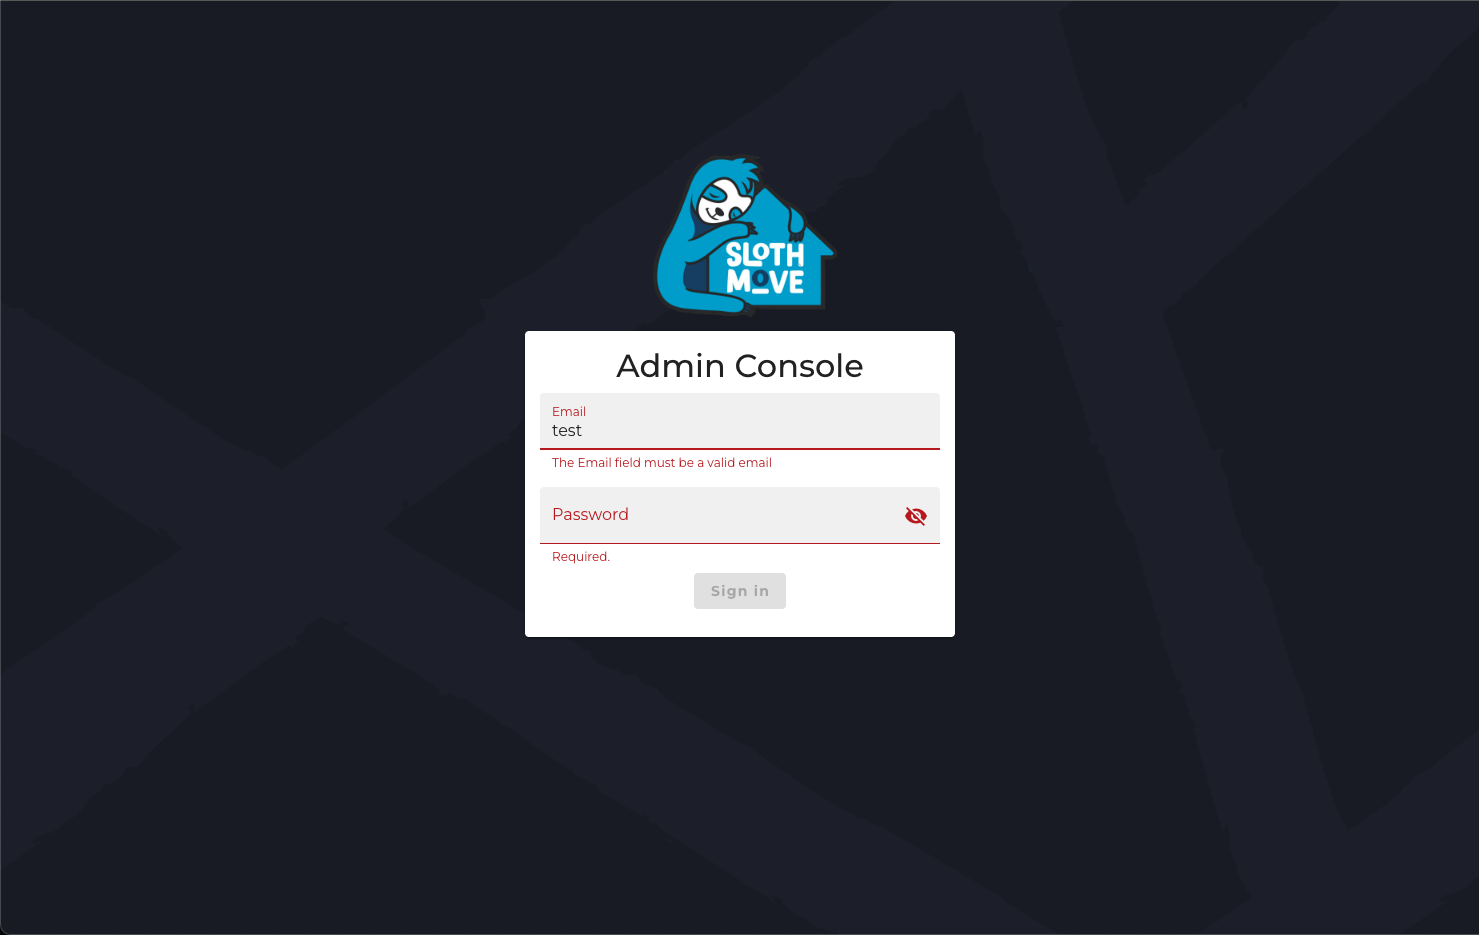 SLOTH
MOVE
Admin Console
Email
test
The Email field must be a valid email
Password
Required.
Sign in